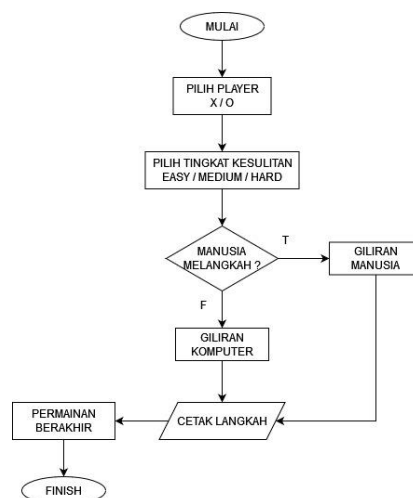 MULAI
PILIH PLAYER
X / O
PILIH TINGKAT KESULITAN
EASY / MEDIUM / HARD
MANUSIA
MELANGKAH ?
T
GILIRAN
MANUSIA
F
GILIRAN
KOMPUTER
PERMAINAN
BERAKHIR
CETAK LANGKAH
FINISH